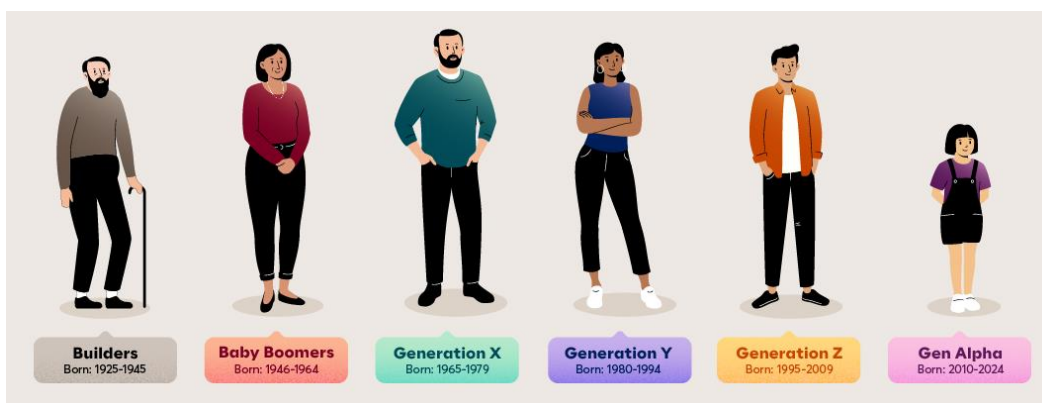 Builders
Born: 1925-1945
Baby Boomers
Born: 1946-1964
Generation X
Born: 1965-1979
Generation Y
Born: 1980-1994
Generation Z
Born: 1995-2009
Gen Alpha
Born: 2010-2024